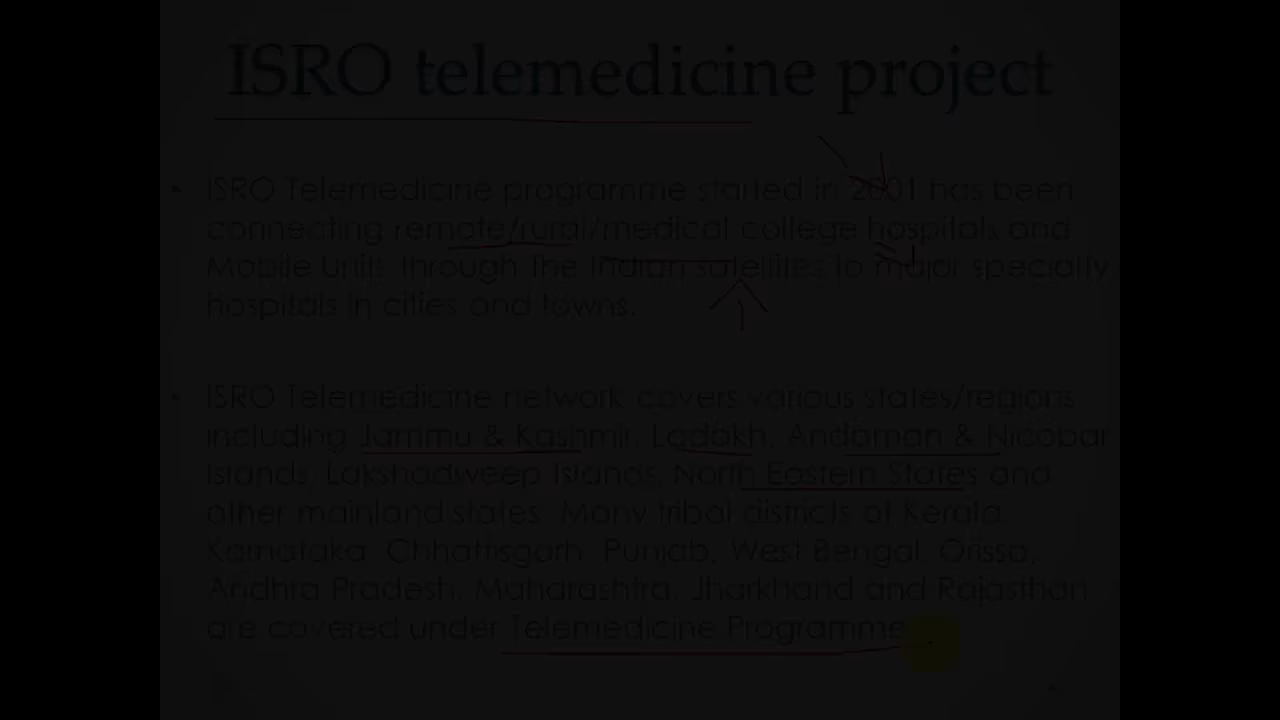 ISRO telemedicine project
• ISRO Telemedicine programme started in 2001 has been
connecting remote/rural/medical college hospitals and
Mobile Units through the Indian satellites to major specialty
hospitals in cities and towns.
• ISRO Telemedicine network covers various states/regions
including Jammu & Kashmir, Ladakh, Andaman & Nicobar
Islands, Lakshadweep Islands, North Eastern States and
other mainland states. Many tribal districts of Kerala,
Karnataka, Chhattisgarh, Punjab, West Bengal, Orissa,
Andhra Pradesh, Maharashtra, Jharkhand and Rajasthan
are covered under Telemedicine Programme.